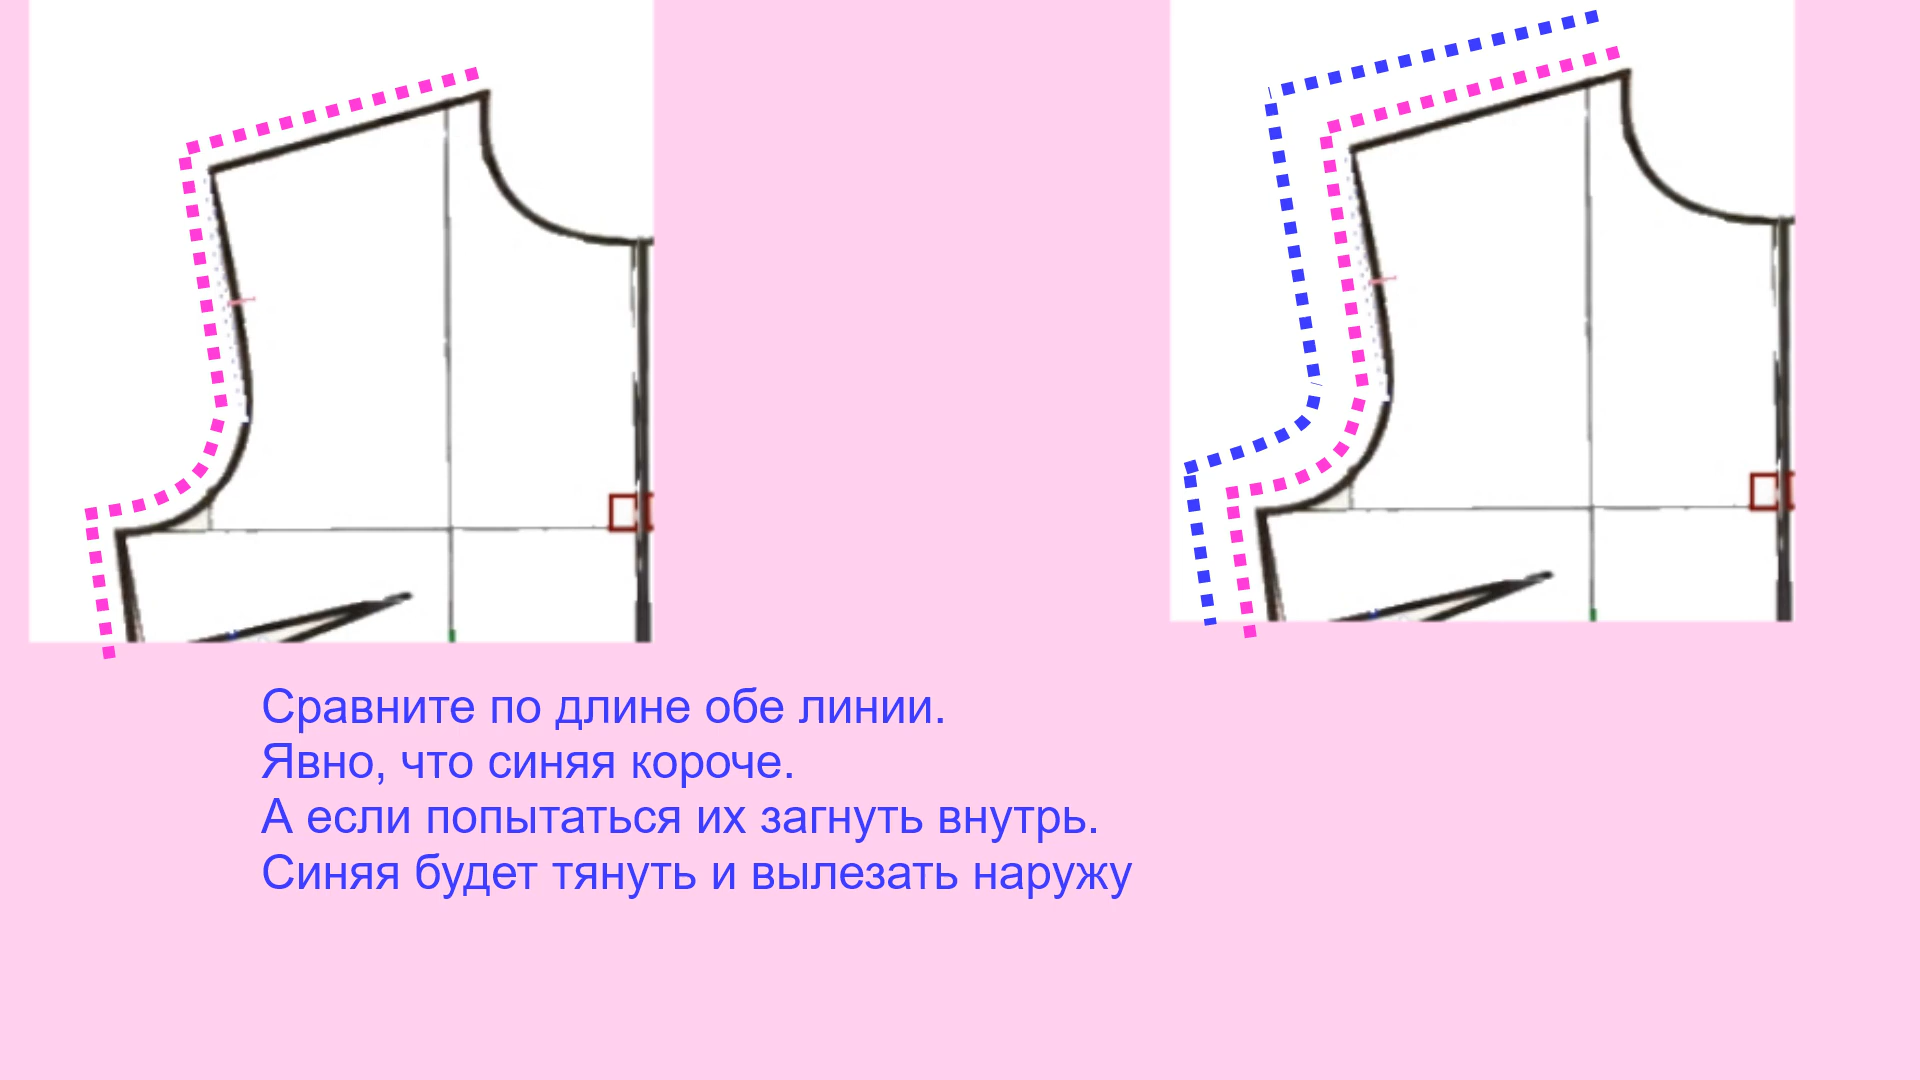 Сравните по длине обе линии.
Явно, что синяя короче.
А если попытаться их загнуть внутрь.
Синяя будет тянуть и вылезать наружу